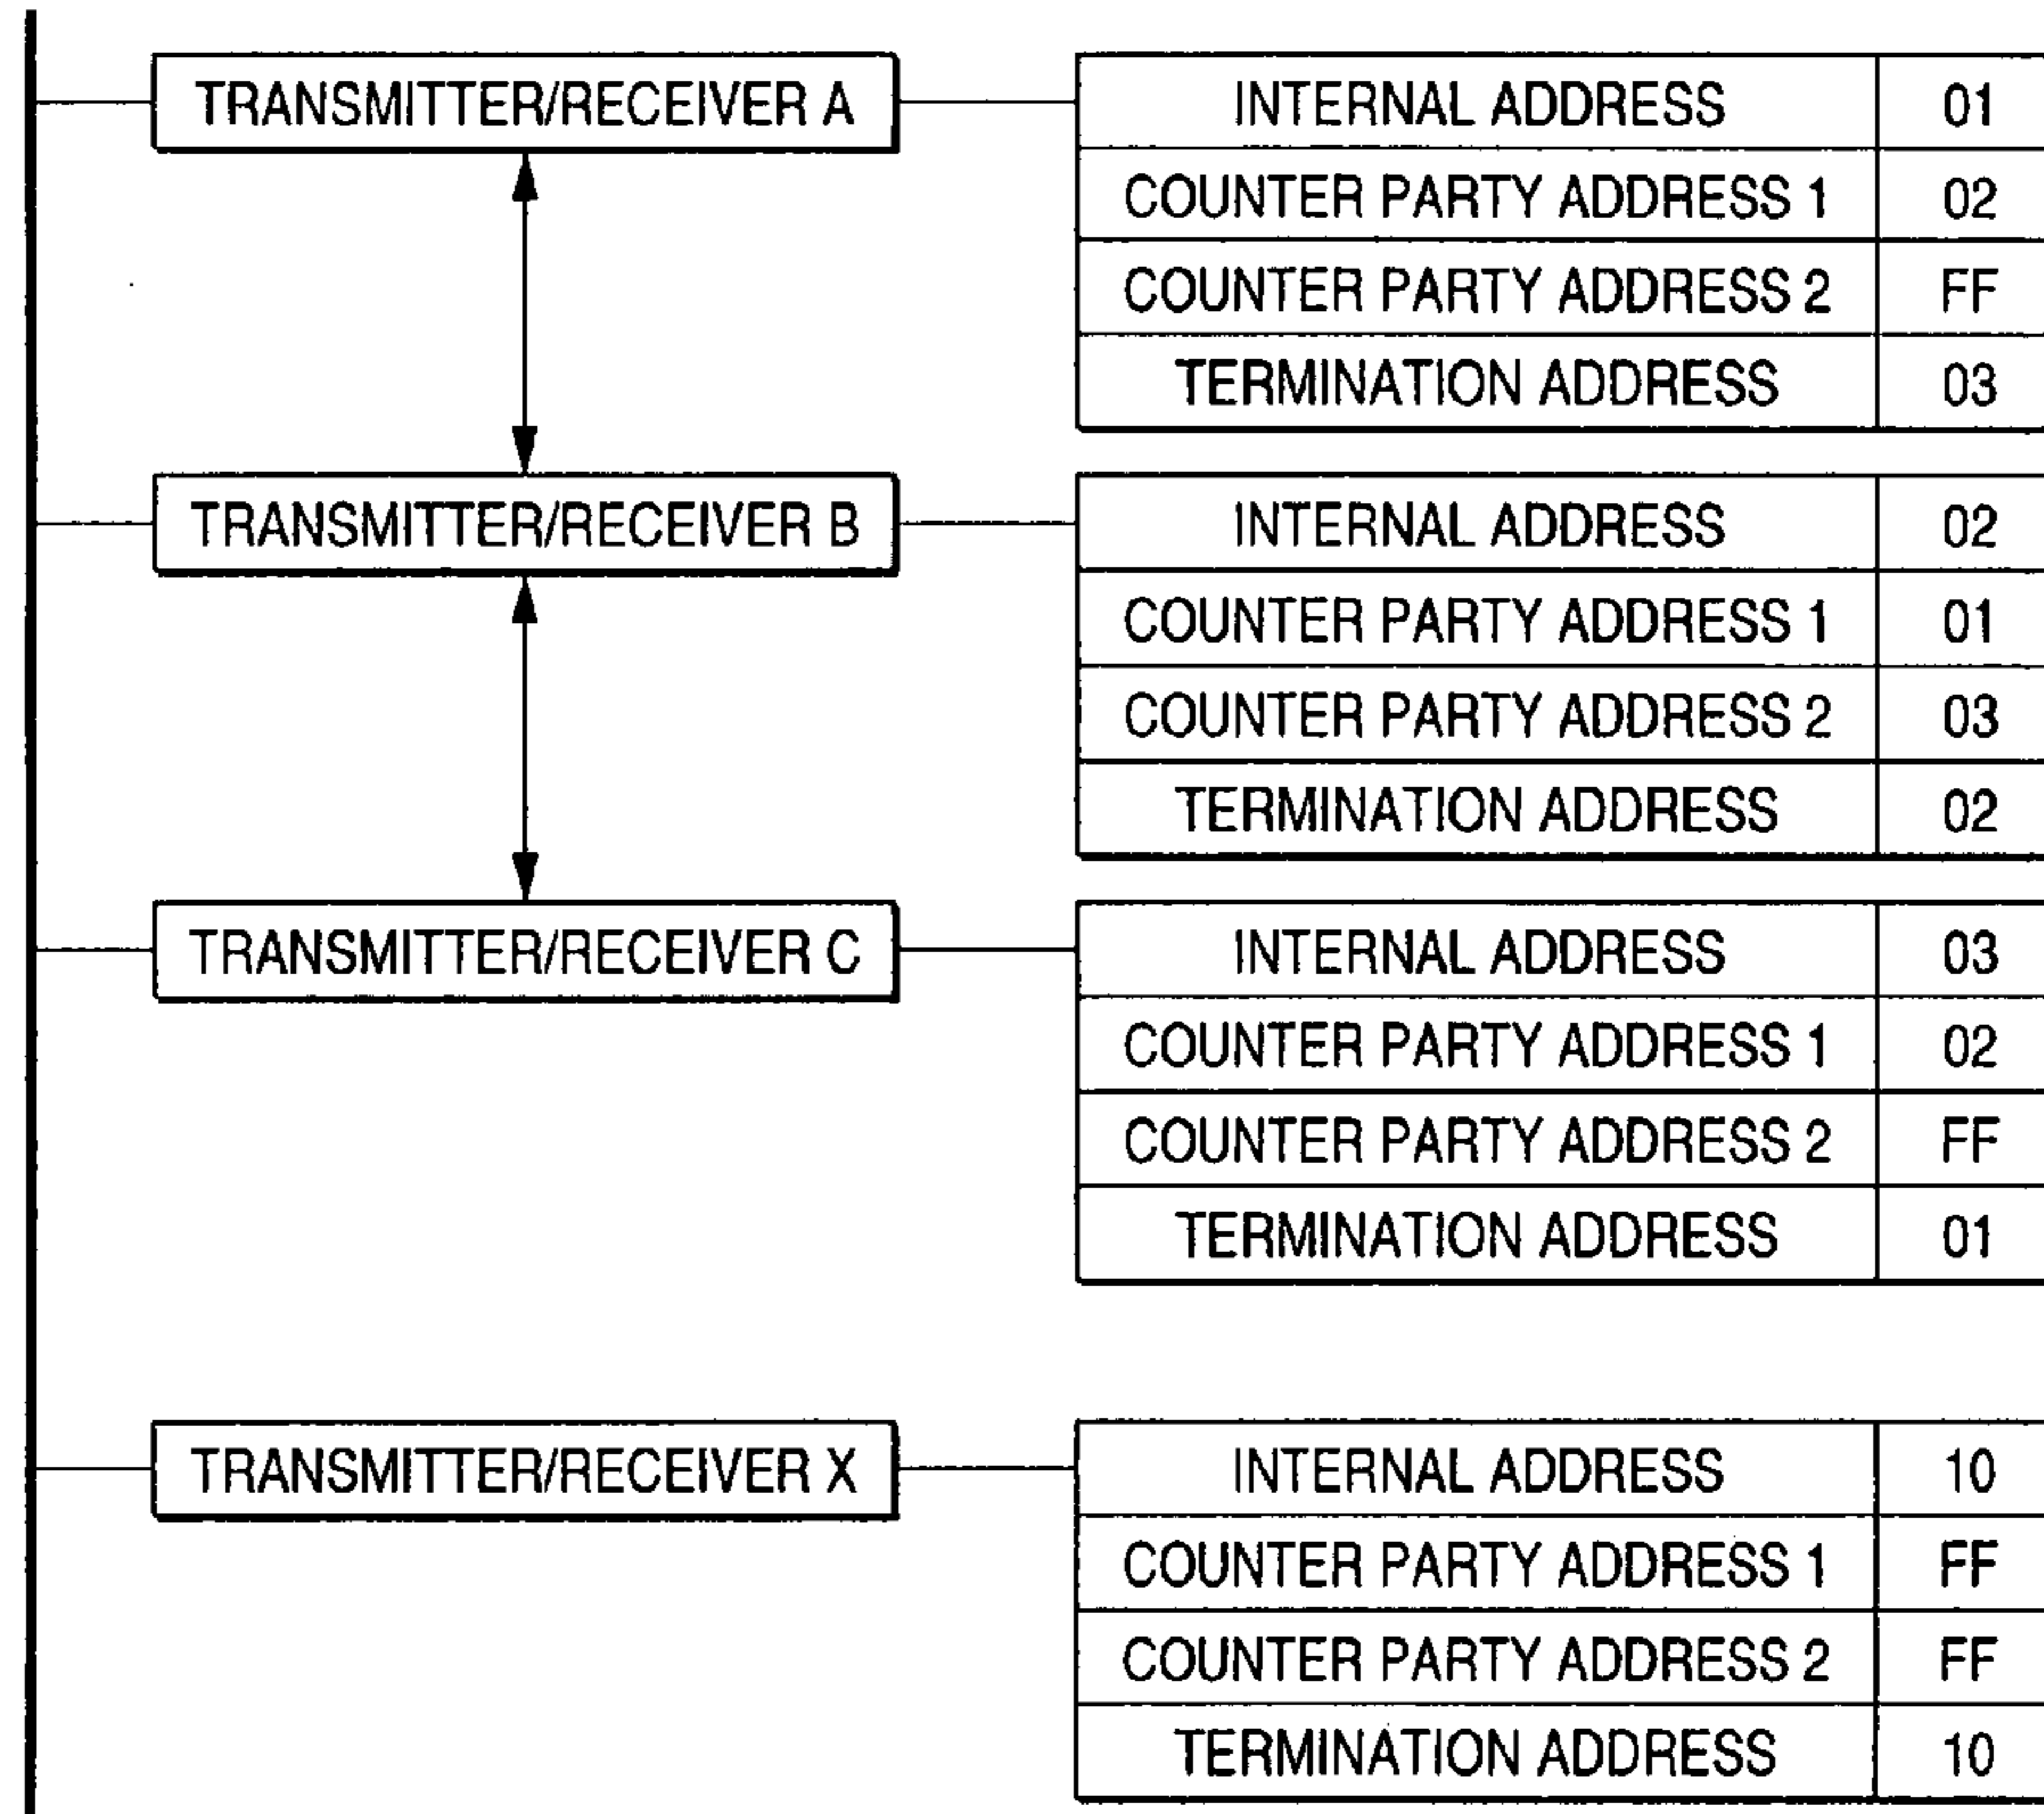 TRANSMITTER/RECEIVER A
INTERNAL ADDRESS 01
COUNTER PARTY ADDRESS 1 02
COUNTER PARTY ADDRESS 2 FF
TERMINATION ADDRESS 03
TRANSMITTER/RECEIVER B
INTERNAL ADDRESS 02
COUNTER PARTY ADDRESS 1 01
COUNTER PARTY ADDRESS 2 03
TERMINATION ADDRESS 02
TRANSMITTER/RECEIVER C
INTERNAL ADDRESS 03
COUNTER PARTY ADDRESS 1 02
COUNTER PARTY ADDRESS 2 FF
TERMINATION ADDRESS 01
TRANSMITTER/RECEIVER X
INTERNAL ADDRESS 10
COUNTER PARTY ADDRESS 1 FF
COUNTER PARTY ADDRESS 2 FF
TERMINATION ADDRESS 10